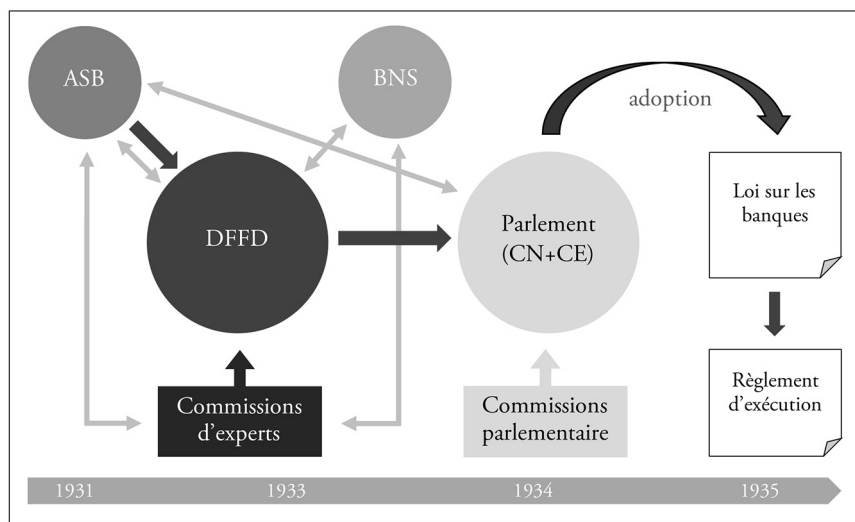 ASB
BNS
adoption
DFFD
Parlement
(CN+CE)
Loi sur les
banques
Commissions
d’experts
Commissions
parlementaire
Règlement
d’exécution
1931
1933
1934
1935